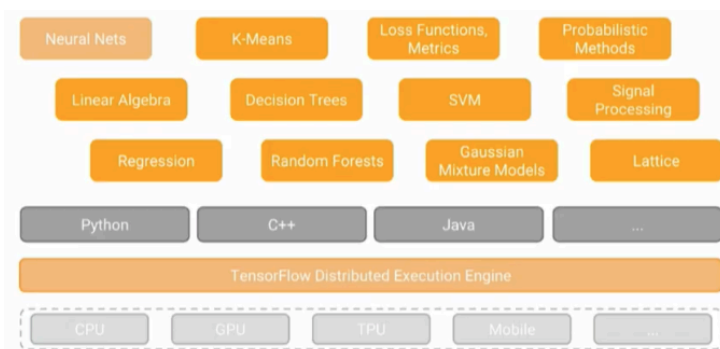 Neural Nets
K-Means
Loss Functions,
Metrics
Probabilistic
Methods
Linear Algebra
Decision Trees
SVM
Signal
Processing
Regression
Random Forests
Gaussian
Mixture Models
Lattice
Python
C++
Java
...
TensorFlow Distributed Execution Engine
CPU
GPU
TPU
Mobile
...